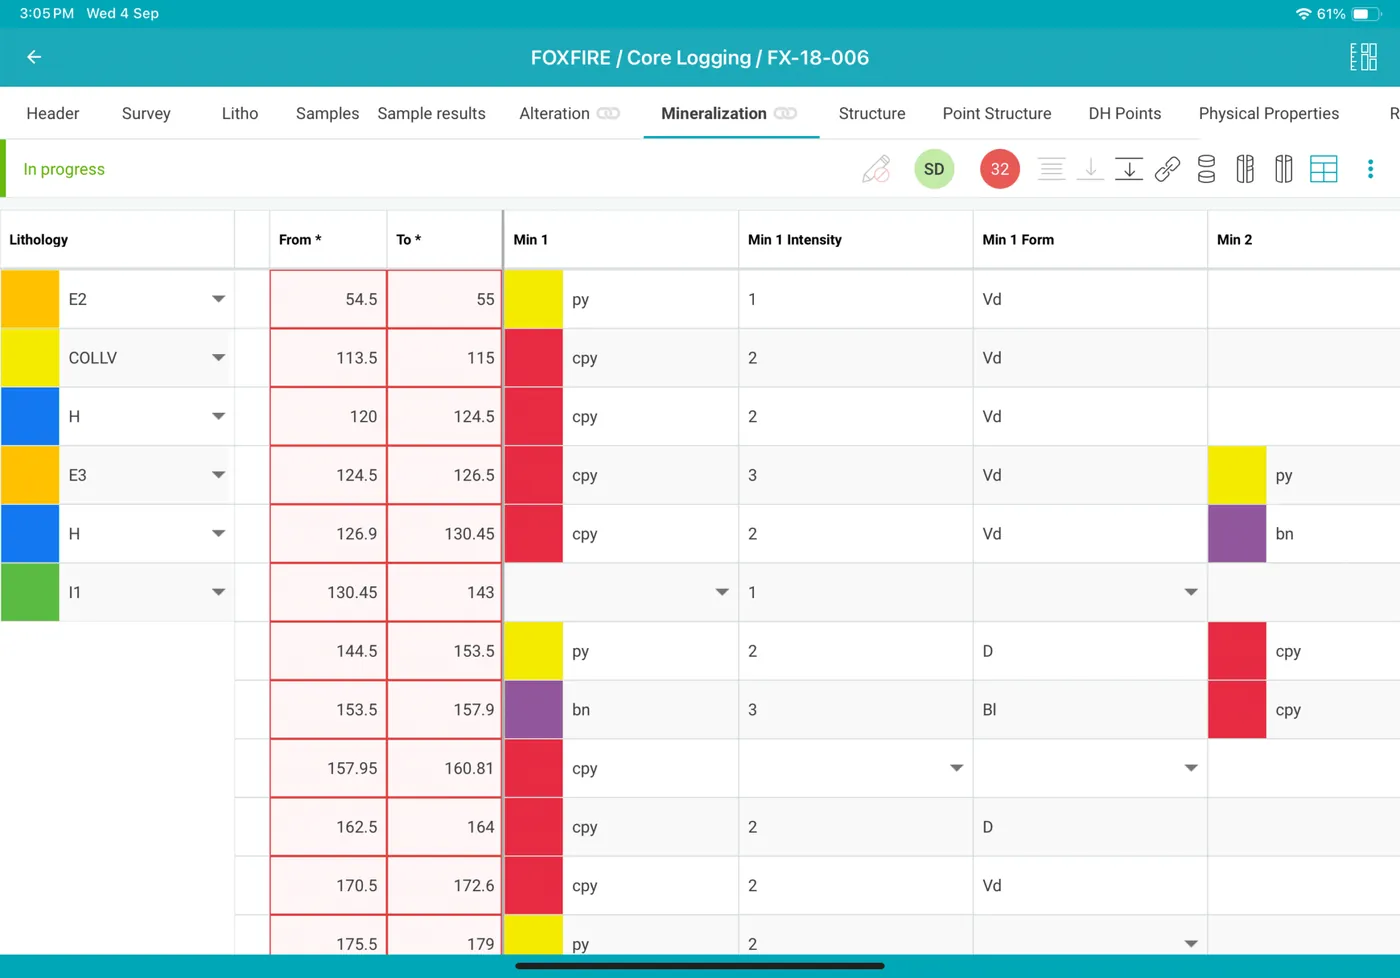 3:05 PM Wed 4 Sep 61%
FOXFIRE / Core Logging / FX-18-006
Header Survey Litho Samples Sample results Alteration Mineralization Structure Point Structure DH Points Physical Properties R
In progress SD 32
Lithology From * To * Min 1 Min 1 Intensity Min 1 Form Min 2
E2 54.5 55 py 1 Vd
COLLV 113.5 115 cpy 2 Vd
H 120 124.5 cpy 2 Vd
E3 124.5 126.5 cpy 3 Vd py
H 126.9 130.45 cpy 2 Vd bn
I1 130.45 143 1
144.5 153.5 py 2 D cpy
153.5 157.9 bn 3 Bl cpy
157.95 160.81 cpy
162.5 164 cpy 2 D
170.5 172.6 cpy 2 Vd
175.5 179 py 2